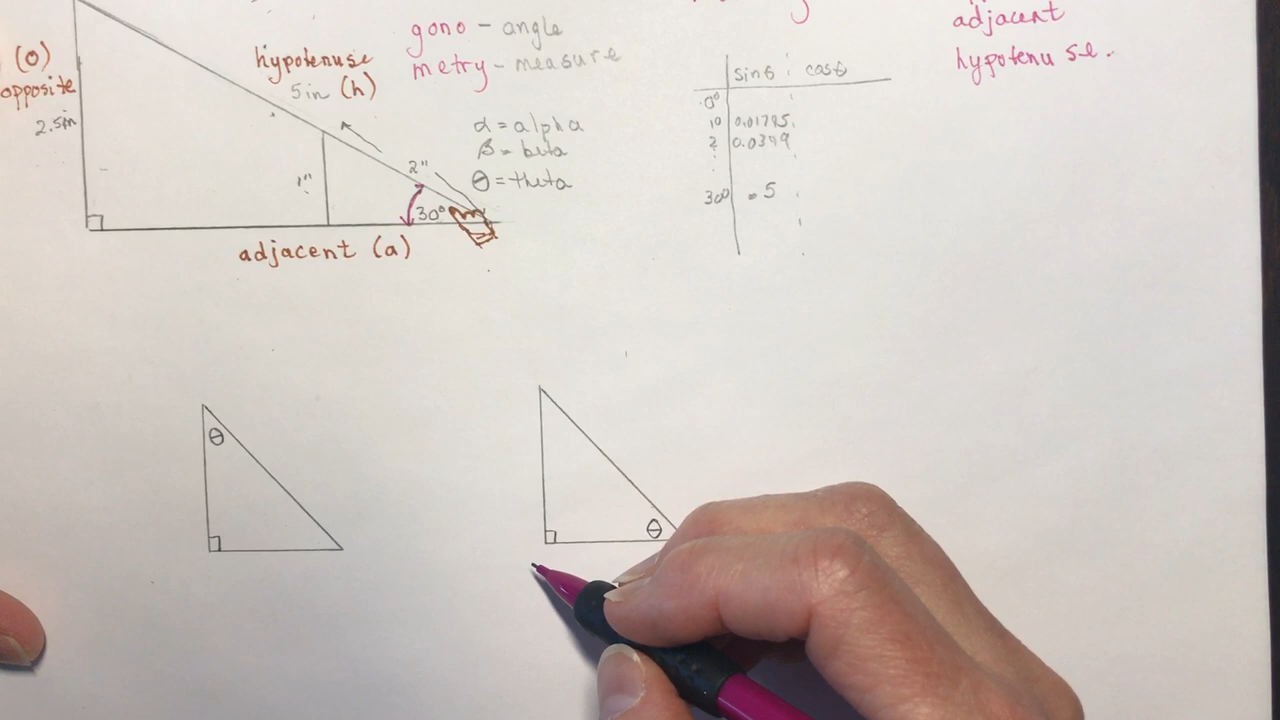 (o)
opposite
2.5in
hypotenuse
5in (h)
1"
2"
30°
adjacent (a)
gono - angle
metry - measure
α = alpha
β = beta
θ = theta
sinθ cosθ
0°
10 0.01745
2 0.0349
30° .5
adjacent
hypotenuse.
θ
θ